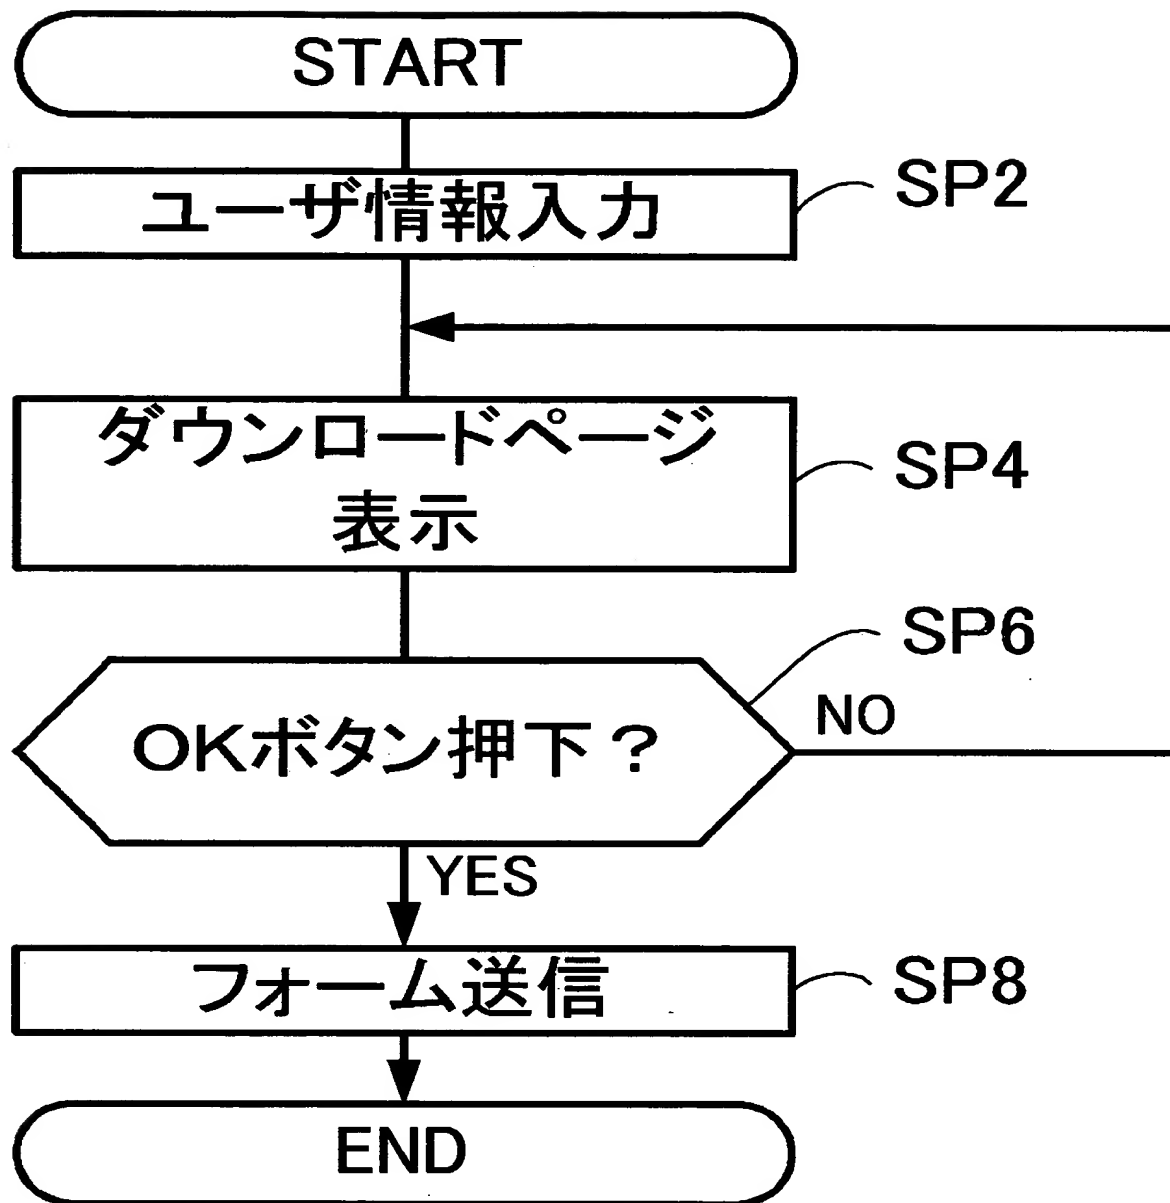 START
ユーザ情報入力
SP2
ダウンロードページ
表示
SP4
SP6
OKボタン押下？
NO
YES
フォーム送信
SP8
END